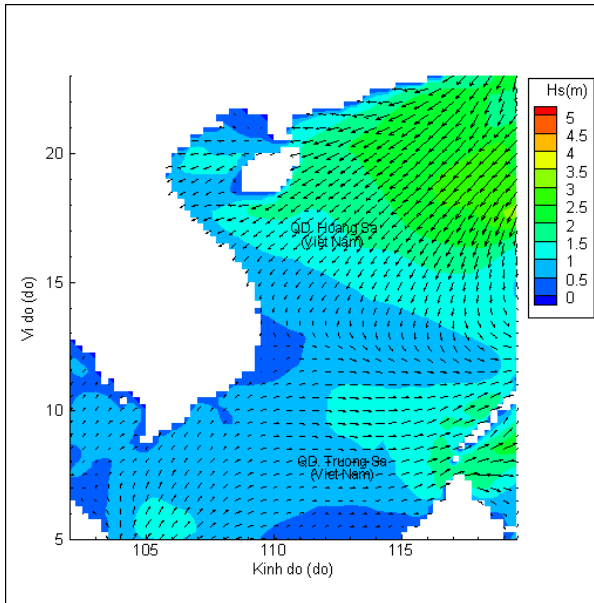 Hs(m)
5
4.5
4
3.5
3
2.5
2
1.5
1
0.5
0
20
15
10
5
Vi do (do)
QD. Hoang Sa
(Viet Nam)
QD. Truong Sa
(Viet Nam)
105
110
115
Kinh do (do)